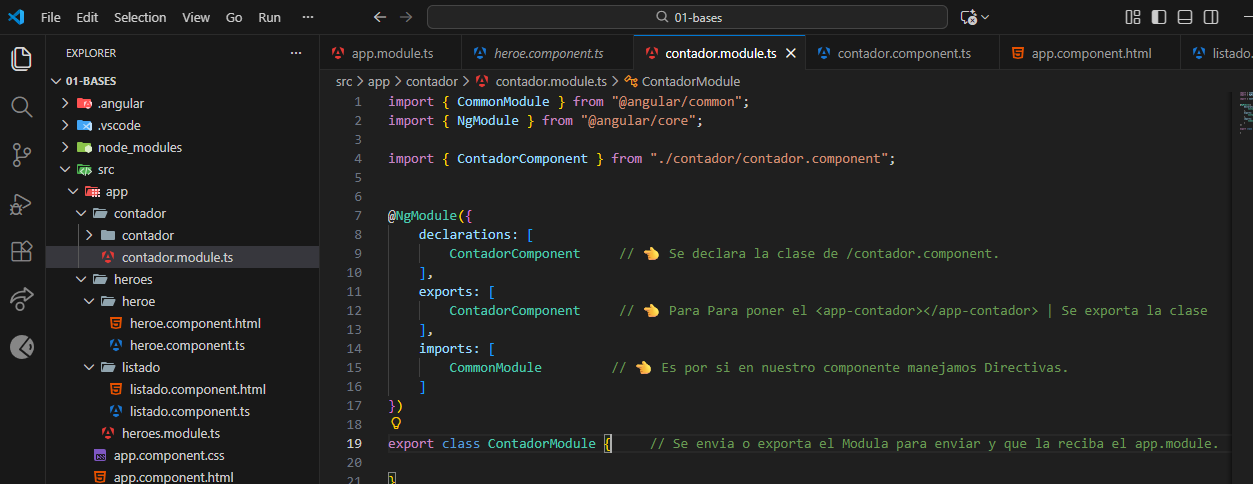 File Edit Selection View Go Run ··· 01-bases
EXPLORER ···
01-BASES
.angular
.vscode
node_modules
src
app
contador
contador
contador.module.ts
heroes
heroe
heroe.component.html
heroe.component.ts
listado
listado.component.html
listado.component.ts
heroes.module.ts
app.component.css
app.component.html
app.module.ts heroe.component.ts contador.module.ts contador.component.ts app.component.html listado.
src > app > contador > contador.module.ts > ContadorModule
1 import { CommonModule } from "@angular/common";
2 import { NgModule } from "@angular/core";
3
4 import { ContadorComponent } from "./contador/contador.component";
5
6
7 @NgModule({
8 declarations: [
9 ContadorComponent // 👈 Se declara la clase de /contador.component.
10 ],
11 exports: [
12 ContadorComponent // 👈 Para Para poner el <app-contador></app-contador> | Se exporta la clase
13 ],
14 imports: [
15 CommonModule // 👈 Es por si en nuestro componente manejamos Directivas.
16 ]
17 })
18
19 export class ContadorModule { // Se envia o exporta el Modula para enviar y que la reciba el app.module.
20
21 }